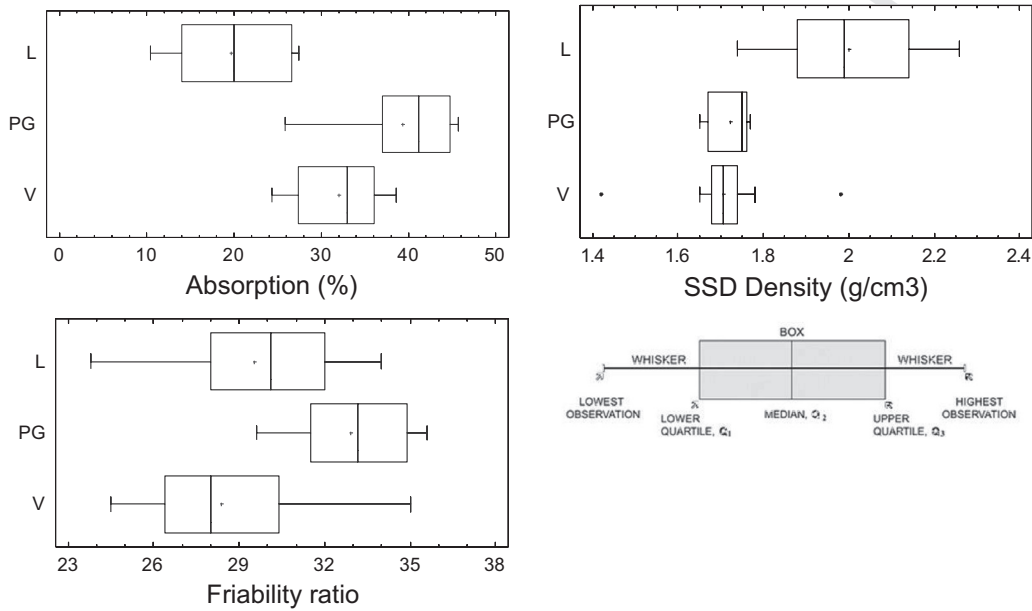 L
PG
V
0 10 20 30 40 50
Absorption (%)
L
PG
V
1.4 1.6 1.8 2 2.2 2.4
SSD Density (g/cm3)
L
PG
V
23 26 29 32 35 38
Friability ratio
BOX
WHISKER WHISKER
LOWEST
OBSERVATION
LOWER
QUARTILE, Q1
MEDIAN, Q2
UPPER
QUARTILE, Q3
HIGHEST
OBSERVATION